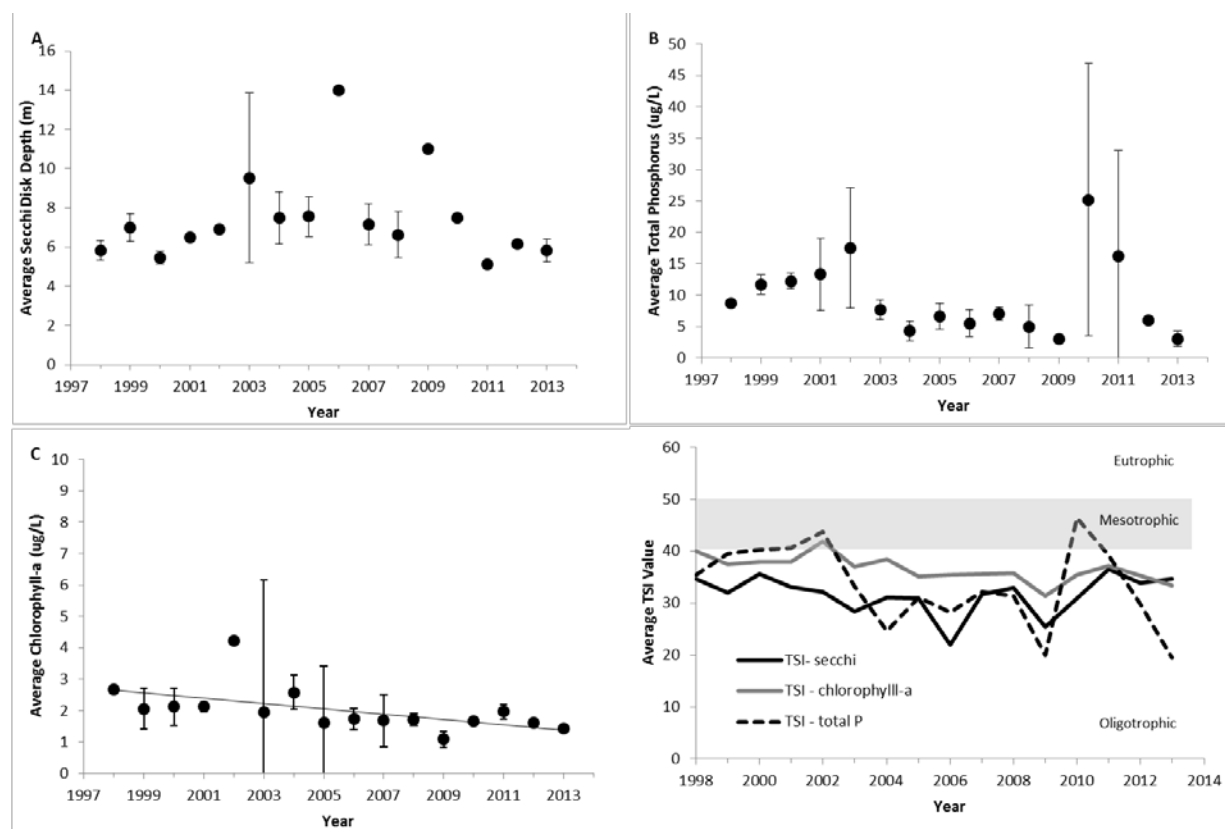 A
Average Secchi Disk Depth (m)
16
14
12
10
8
6
4
2
0
1997 1999 2001 2003 2005 2007 2009 2011 2013
Year
B
Average Total Phosphorus (ug/L)
50
45
40
35
30
25
20
15
10
5
0
1997 1999 2001 2003 2005 2007 2009 2011 2013
Year
C
Average Chlorophyll-a (ug/L)
10
9
8
7
6
5
4
3
2
1
0
1997 1999 2001 2003 2005 2007 2009 2011 2013
Year
Average TSI Value
60
50
40
30
20
10
0
Eutrophic
Mesotrophic
TSI- secchi
TSI - chlorophylll-a
TSI - total P
Oligotrophic
1998 2000 2002 2004 2006 2008 2010 2012 2014
Year